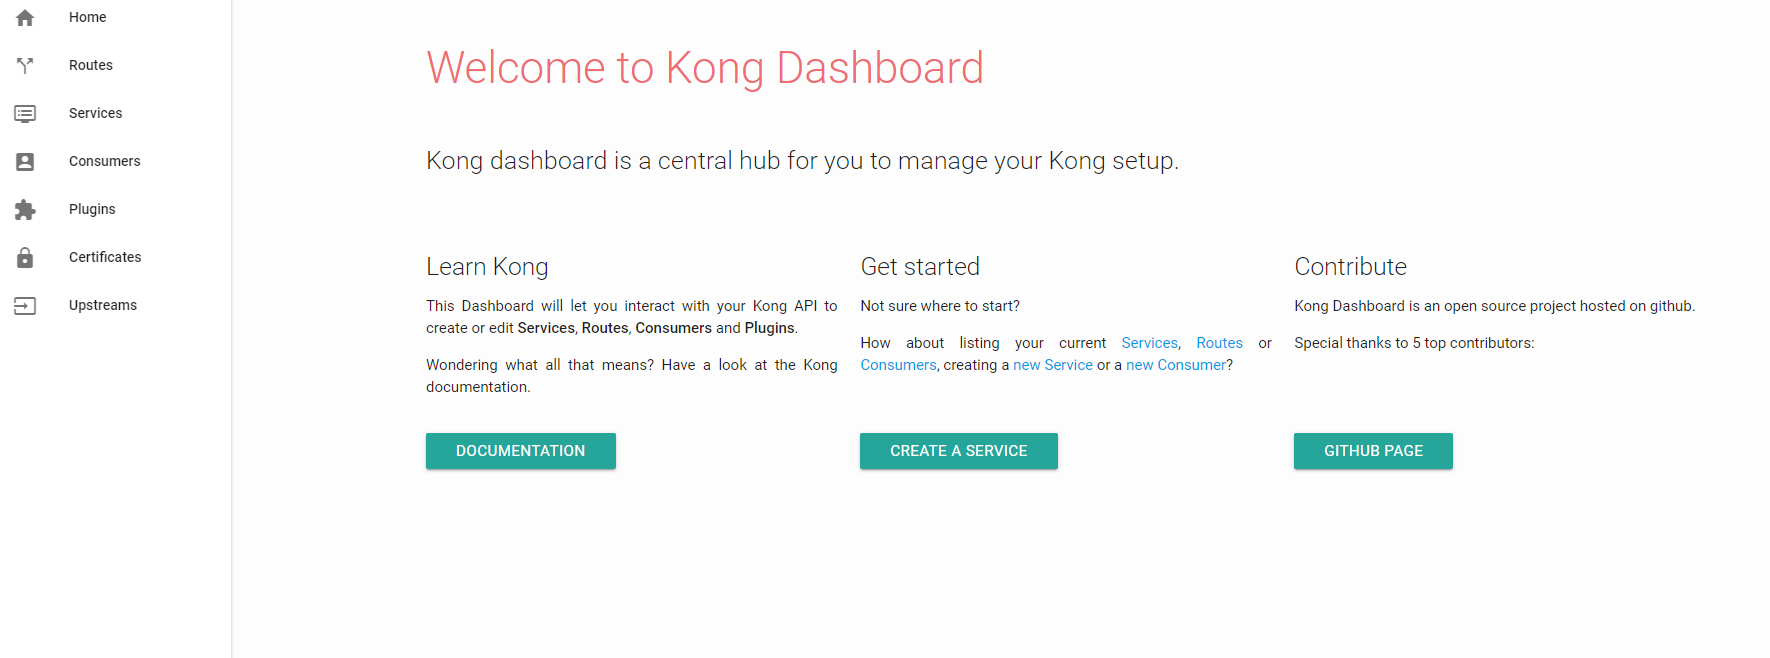 Home
Routes
Services
Consumers
Plugins
Certificates
Upstreams
Welcome to Kong Dashboard
Kong dashboard is a central hub for you to manage your Kong setup.
Learn Kong
This Dashboard will let you interact with your Kong API to
create or edit Services, Routes, Consumers and Plugins.
Wondering what all that means? Have a look at the Kong
documentation.
DOCUMENTATION
Get started
Not sure where to start?
How about listing your current Services, Routes or
Consumers, creating a new Service or a new Consumer?
CREATE A SERVICE
Contribute
Kong Dashboard is an open source project hosted on github.
Special thanks to 5 top contributors:
GITHUB PAGE